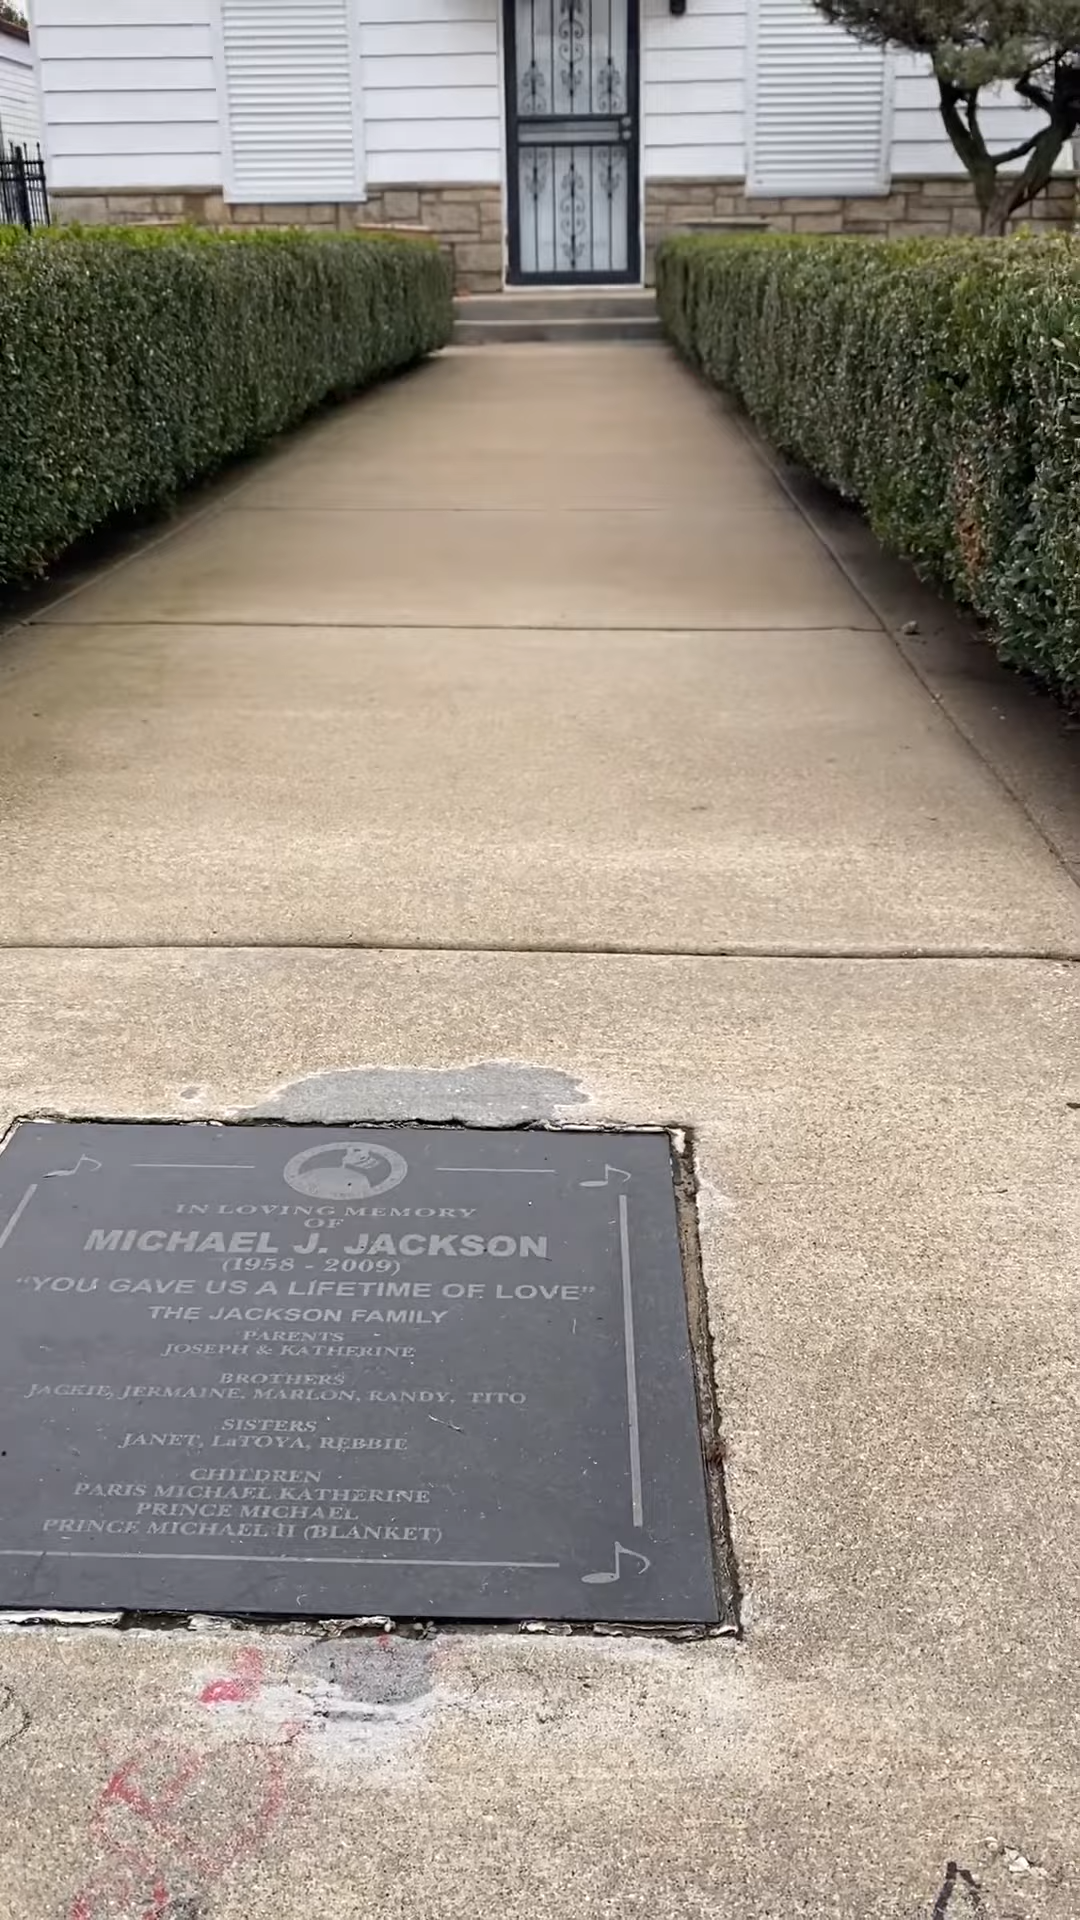 IN LOVING MEMORY
OF
MICHAEL J. JACKSON
(1958 - 2009)
“YOU GAVE US A LIFETIME OF LOVE”
THE JACKSON FAMILY
PARENTS
JOSEPH & KATHERINE
BROTHERS
JACKIE, JERMAINE, MARLON, RANDY, TITO
SISTERS
JANET, LaTOYA, REBBIE
CHILDREN
PARIS MICHAEL KATHERINE
PRINCE MICHAEL
PRINCE MICHAEL II (BLANKET)